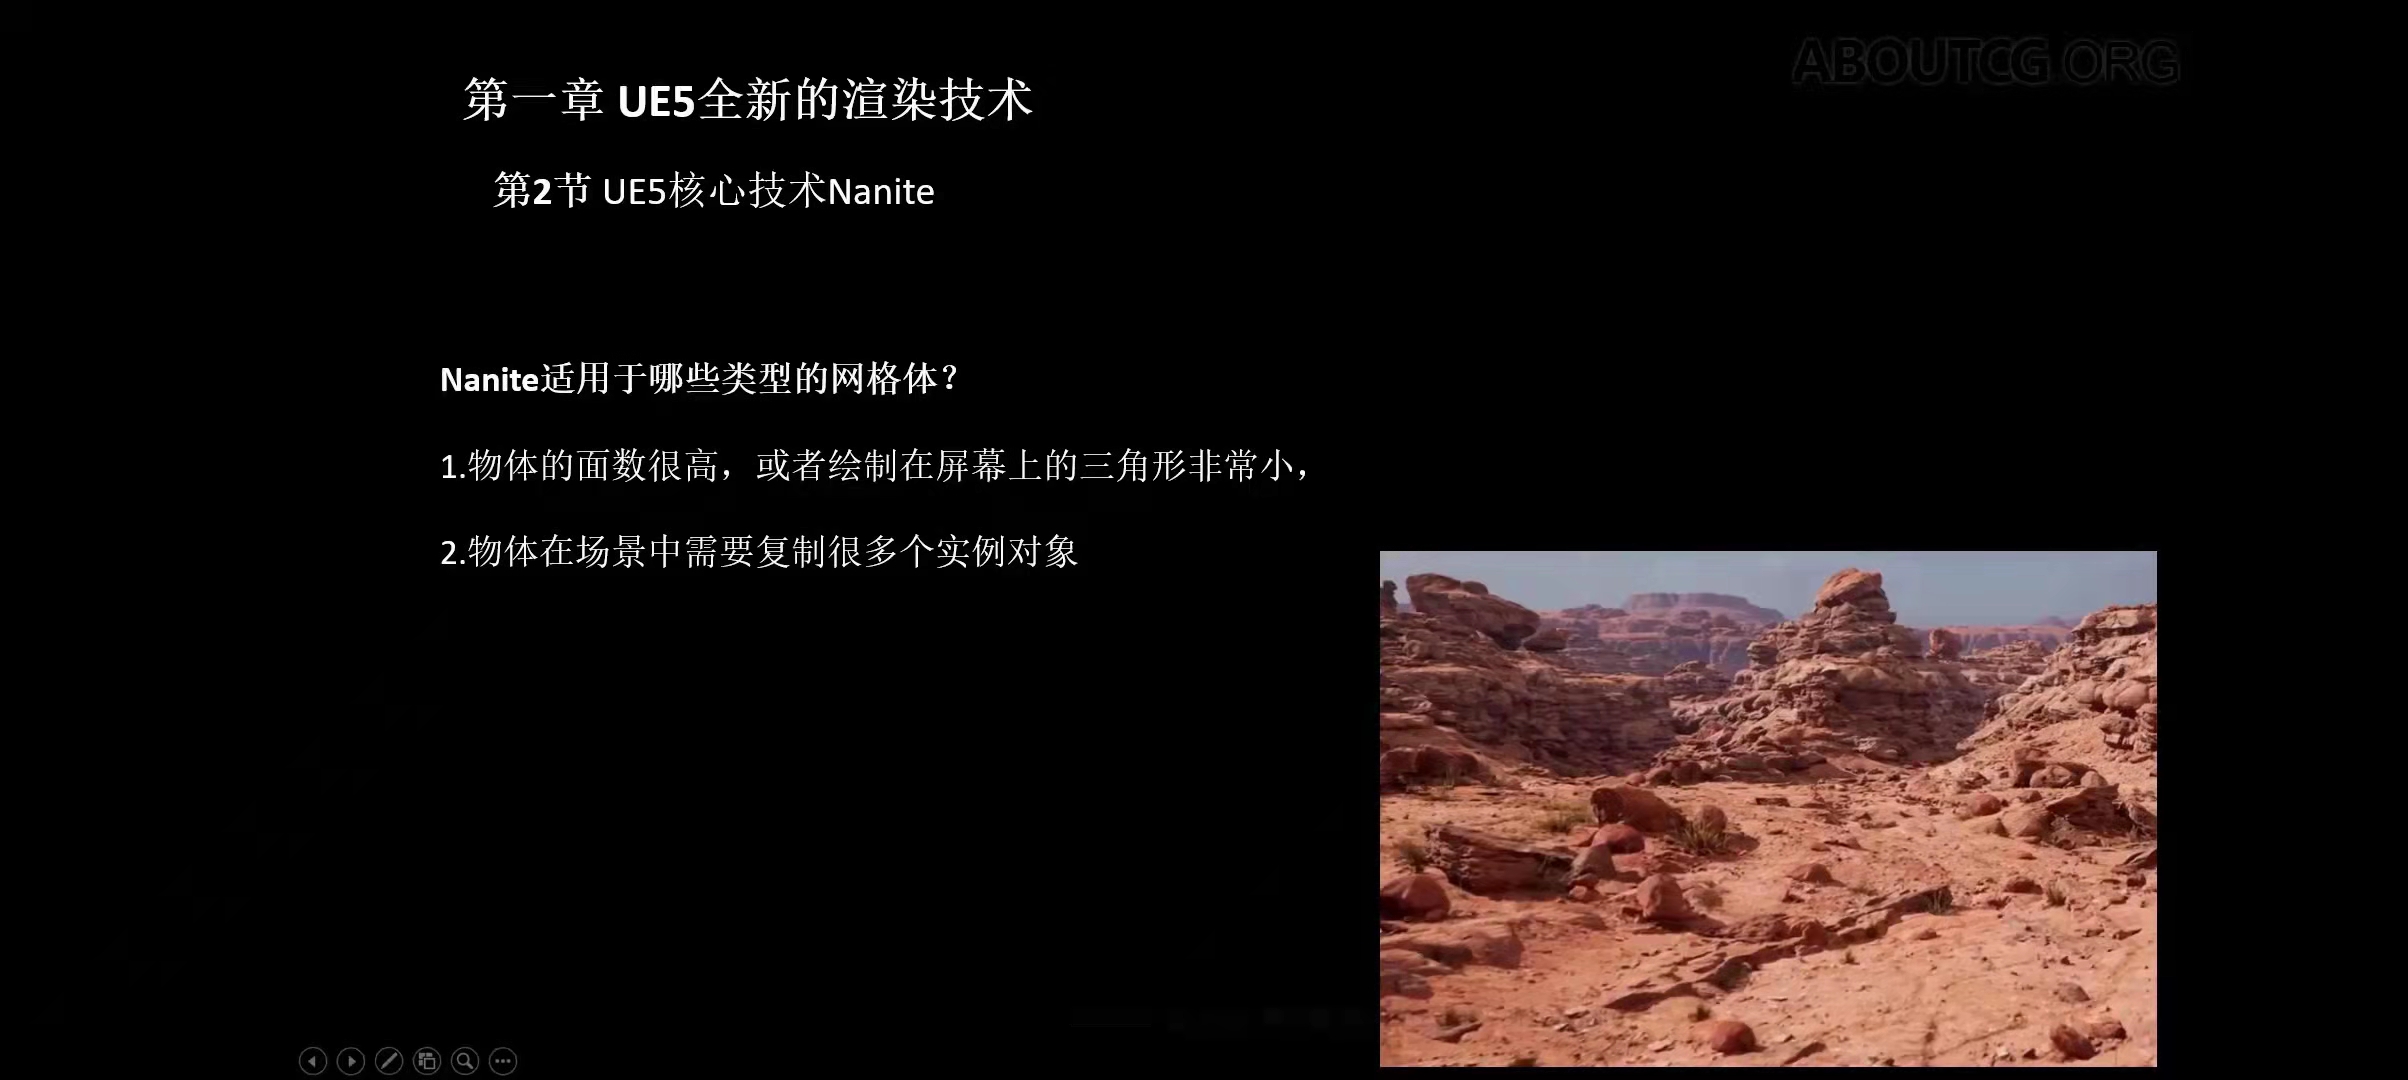 ABOUTCG.ORG
第一章 UE5全新的渲染技术
第2节 UE5核心技术Nanite
Nanite适用于哪些类型的网格体？
1.物体的面数很高，或者绘制在屏幕上的三角形非常小，
2.物体在场景中需要复制很多个实例对象